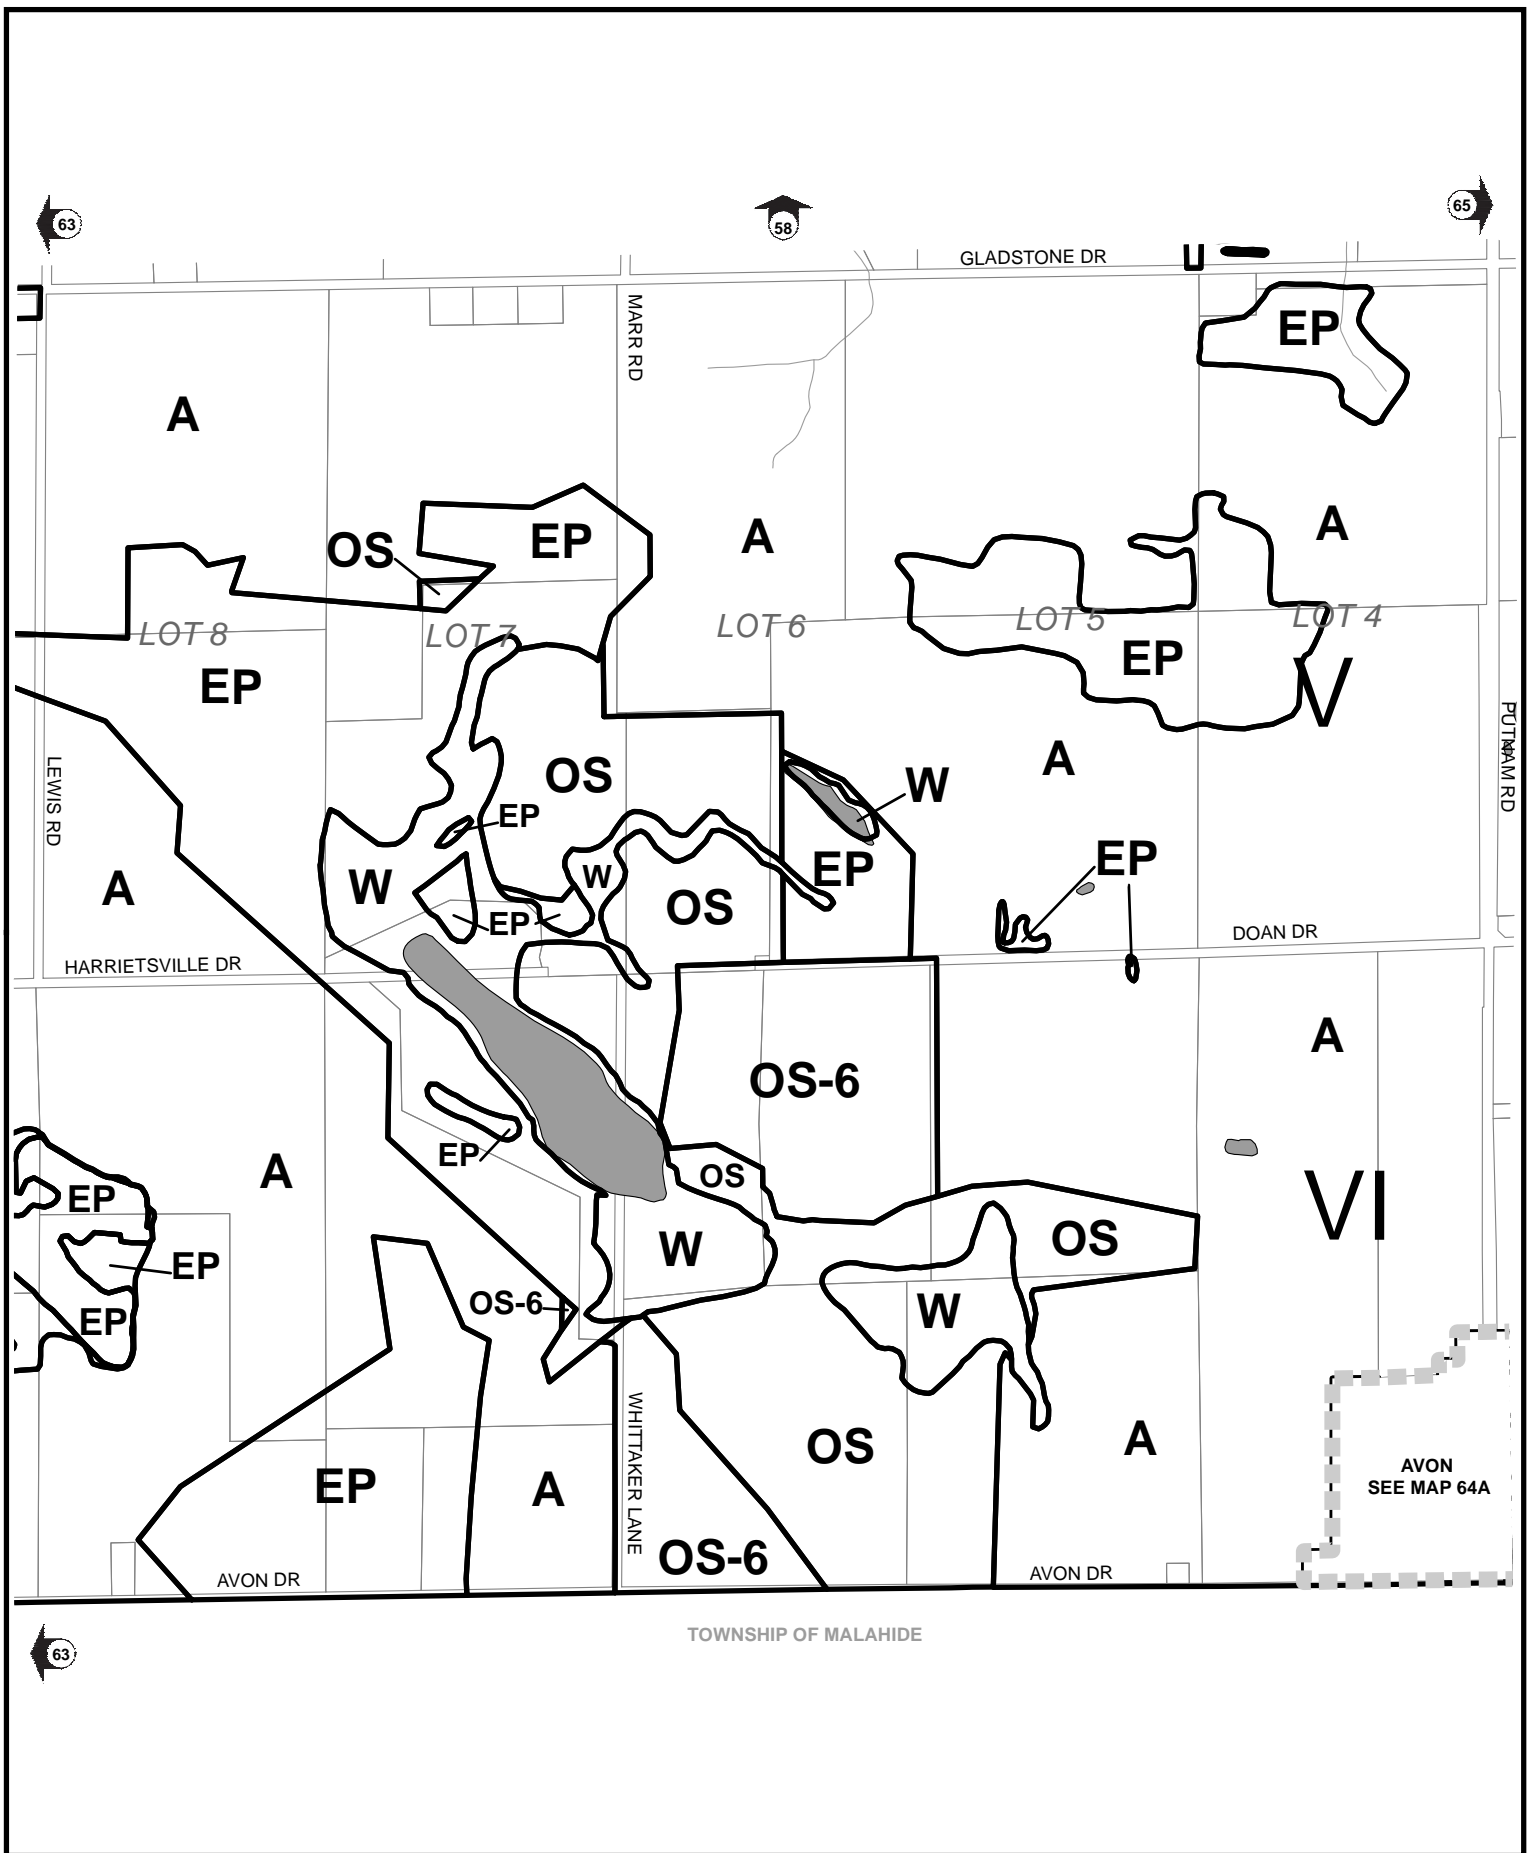 63
58
65
GLADSTONE DR
MARR RD
EP
A
OS
EP
A
A
LOT 8
LOT 7
LOT 6
LOT 5
LOT 4
EP
EP
V
PUTNAM RD
LEWIS RD
OS
A
W
EP
EP
EP
A
W
W
OS
EP
DOAN DR
HARRIETSVILLE DR
A
OS-6
EP
A
OS
VI
EP
EP
W
OS
OS-6
W
EP
WHITTAKER LANE
OS
A
AVON
SEE MAP 64A
EP
A
OS-6
AVON DR
AVON DR
TOWNSHIP OF MALAHIDE
63